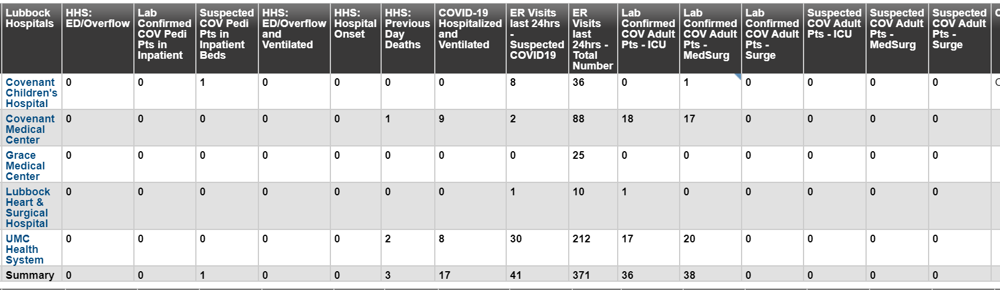 Lubbock Hospitals	HHS: ED/Overflow	Lab Confirmed COV Pedi Pts in Inpatient	Suspected COV Pedi Pts in Inpatient Beds	HHS: ED/Overflow and Ventilated	HHS: Hospital Onset	HHS: Previous Day Deaths	COVID-19 Hospitalized and Ventilated	ER Visits last 24hrs - Suspected COVID19	ER Visits last 24hrs - Total Number	Lab Confirmed COV Adult Pts - ICU	Lab Confirmed COV Adult Pts - MedSurg	Lab Confirmed COV Adult Pts - Surge	Suspected COV Adult Pts - ICU	Suspected COV Adult Pts - MedSurg	Suspected COV Adult Pts - Surge
Covenant Children's Hospital	0	0	1	0	0	0	0	8	36	0	1	0	0	0	0
Covenant Medical Center	0	0	0	0	0	1	9	2	88	18	17	0	0	0	0
Grace Medical Center	0	0	0	0	0	0	0	0	25	0	0	0	0	0	0
Lubbock Heart & Surgical Hospital	0	0	0	0	0	0	0	1	10	1	0	0	0	0	0
UMC Health System	0	0	0	0	0	2	8	30	212	17	20	0	0	0	0
Summary	0	0	1	0	0	3	17	41	371	36	38	0	0	0	0